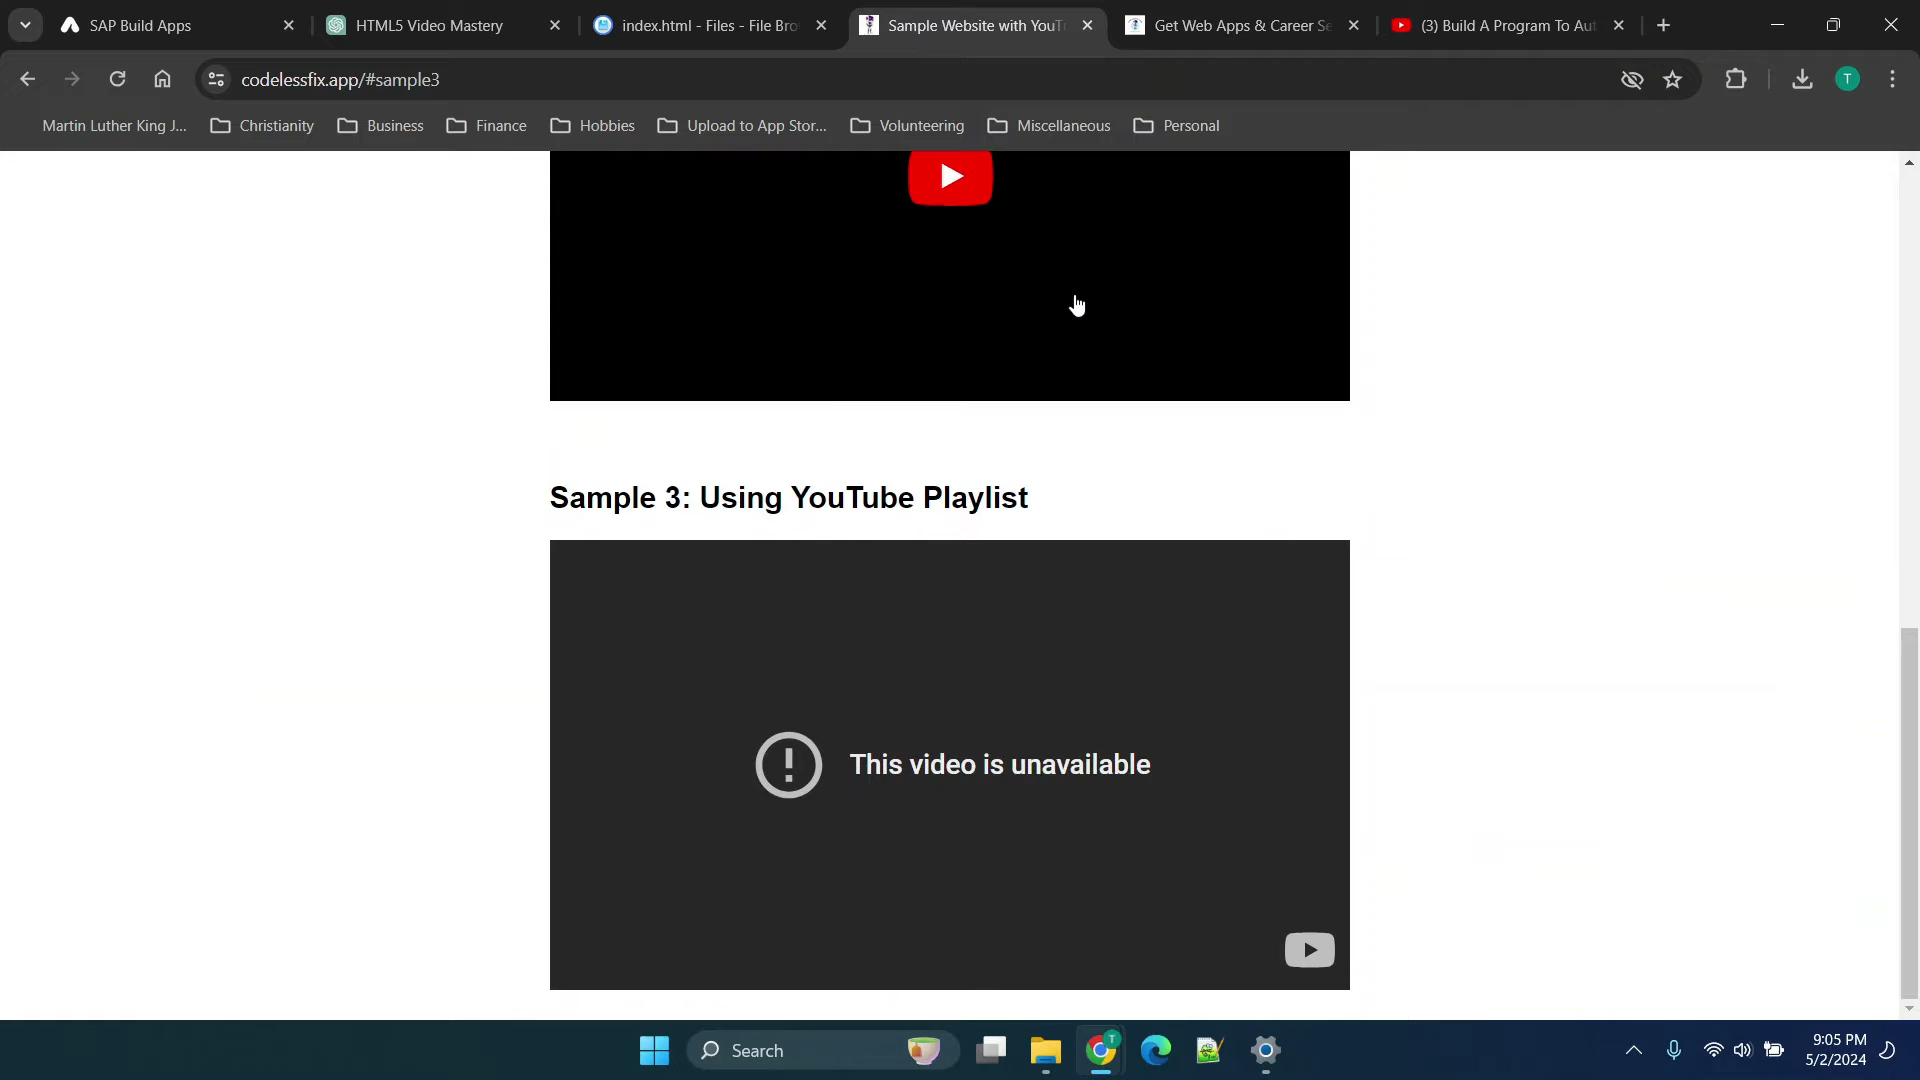 SAP Build Apps
HTML5 Video Mastery
index.html - Files - File Bro
Sample Website with YouT
Get Web Apps & Career Se
(3) Build A Program To Aut
codelessfix.app/#sample3
T
Martin Luther King J...
Christianity
Business
Finance
Hobbies
Upload to App Stor...
Volunteering
Miscellaneous
Personal
Sample 3: Using YouTube Playlist
This video is unavailable
Search
T
9:05 PM
5/2/2024